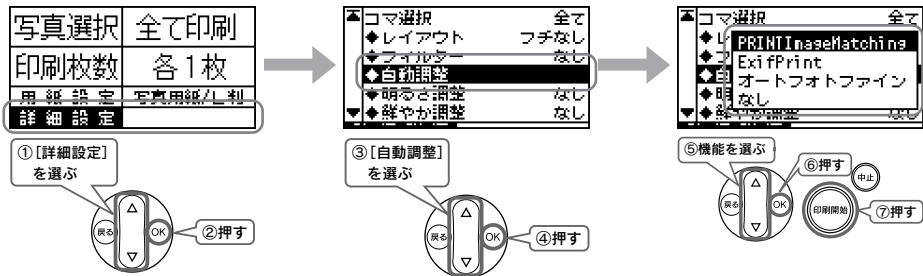 写真選択 全て印刷
印刷枚数 各1枚
用紙設定 写真用紙/L判
詳細設定
①[詳細設定]
を選ぶ
戻る
OK
②押す
コマ選択 全て
◆レイアウト フチなし
◆フィルター なし
◆自動調整
◆明るさ調整 なし
◆鮮やか調整 なし
③[自動調整]
を選ぶ
戻る
OK
④押す
コマ選択 全て
PRINTImageMatching
ExifPrint
オートフォトファイン
なし
⑤機能を選ぶ
戻る
OK
⑥押す
中止
印刷開始
⑦押す